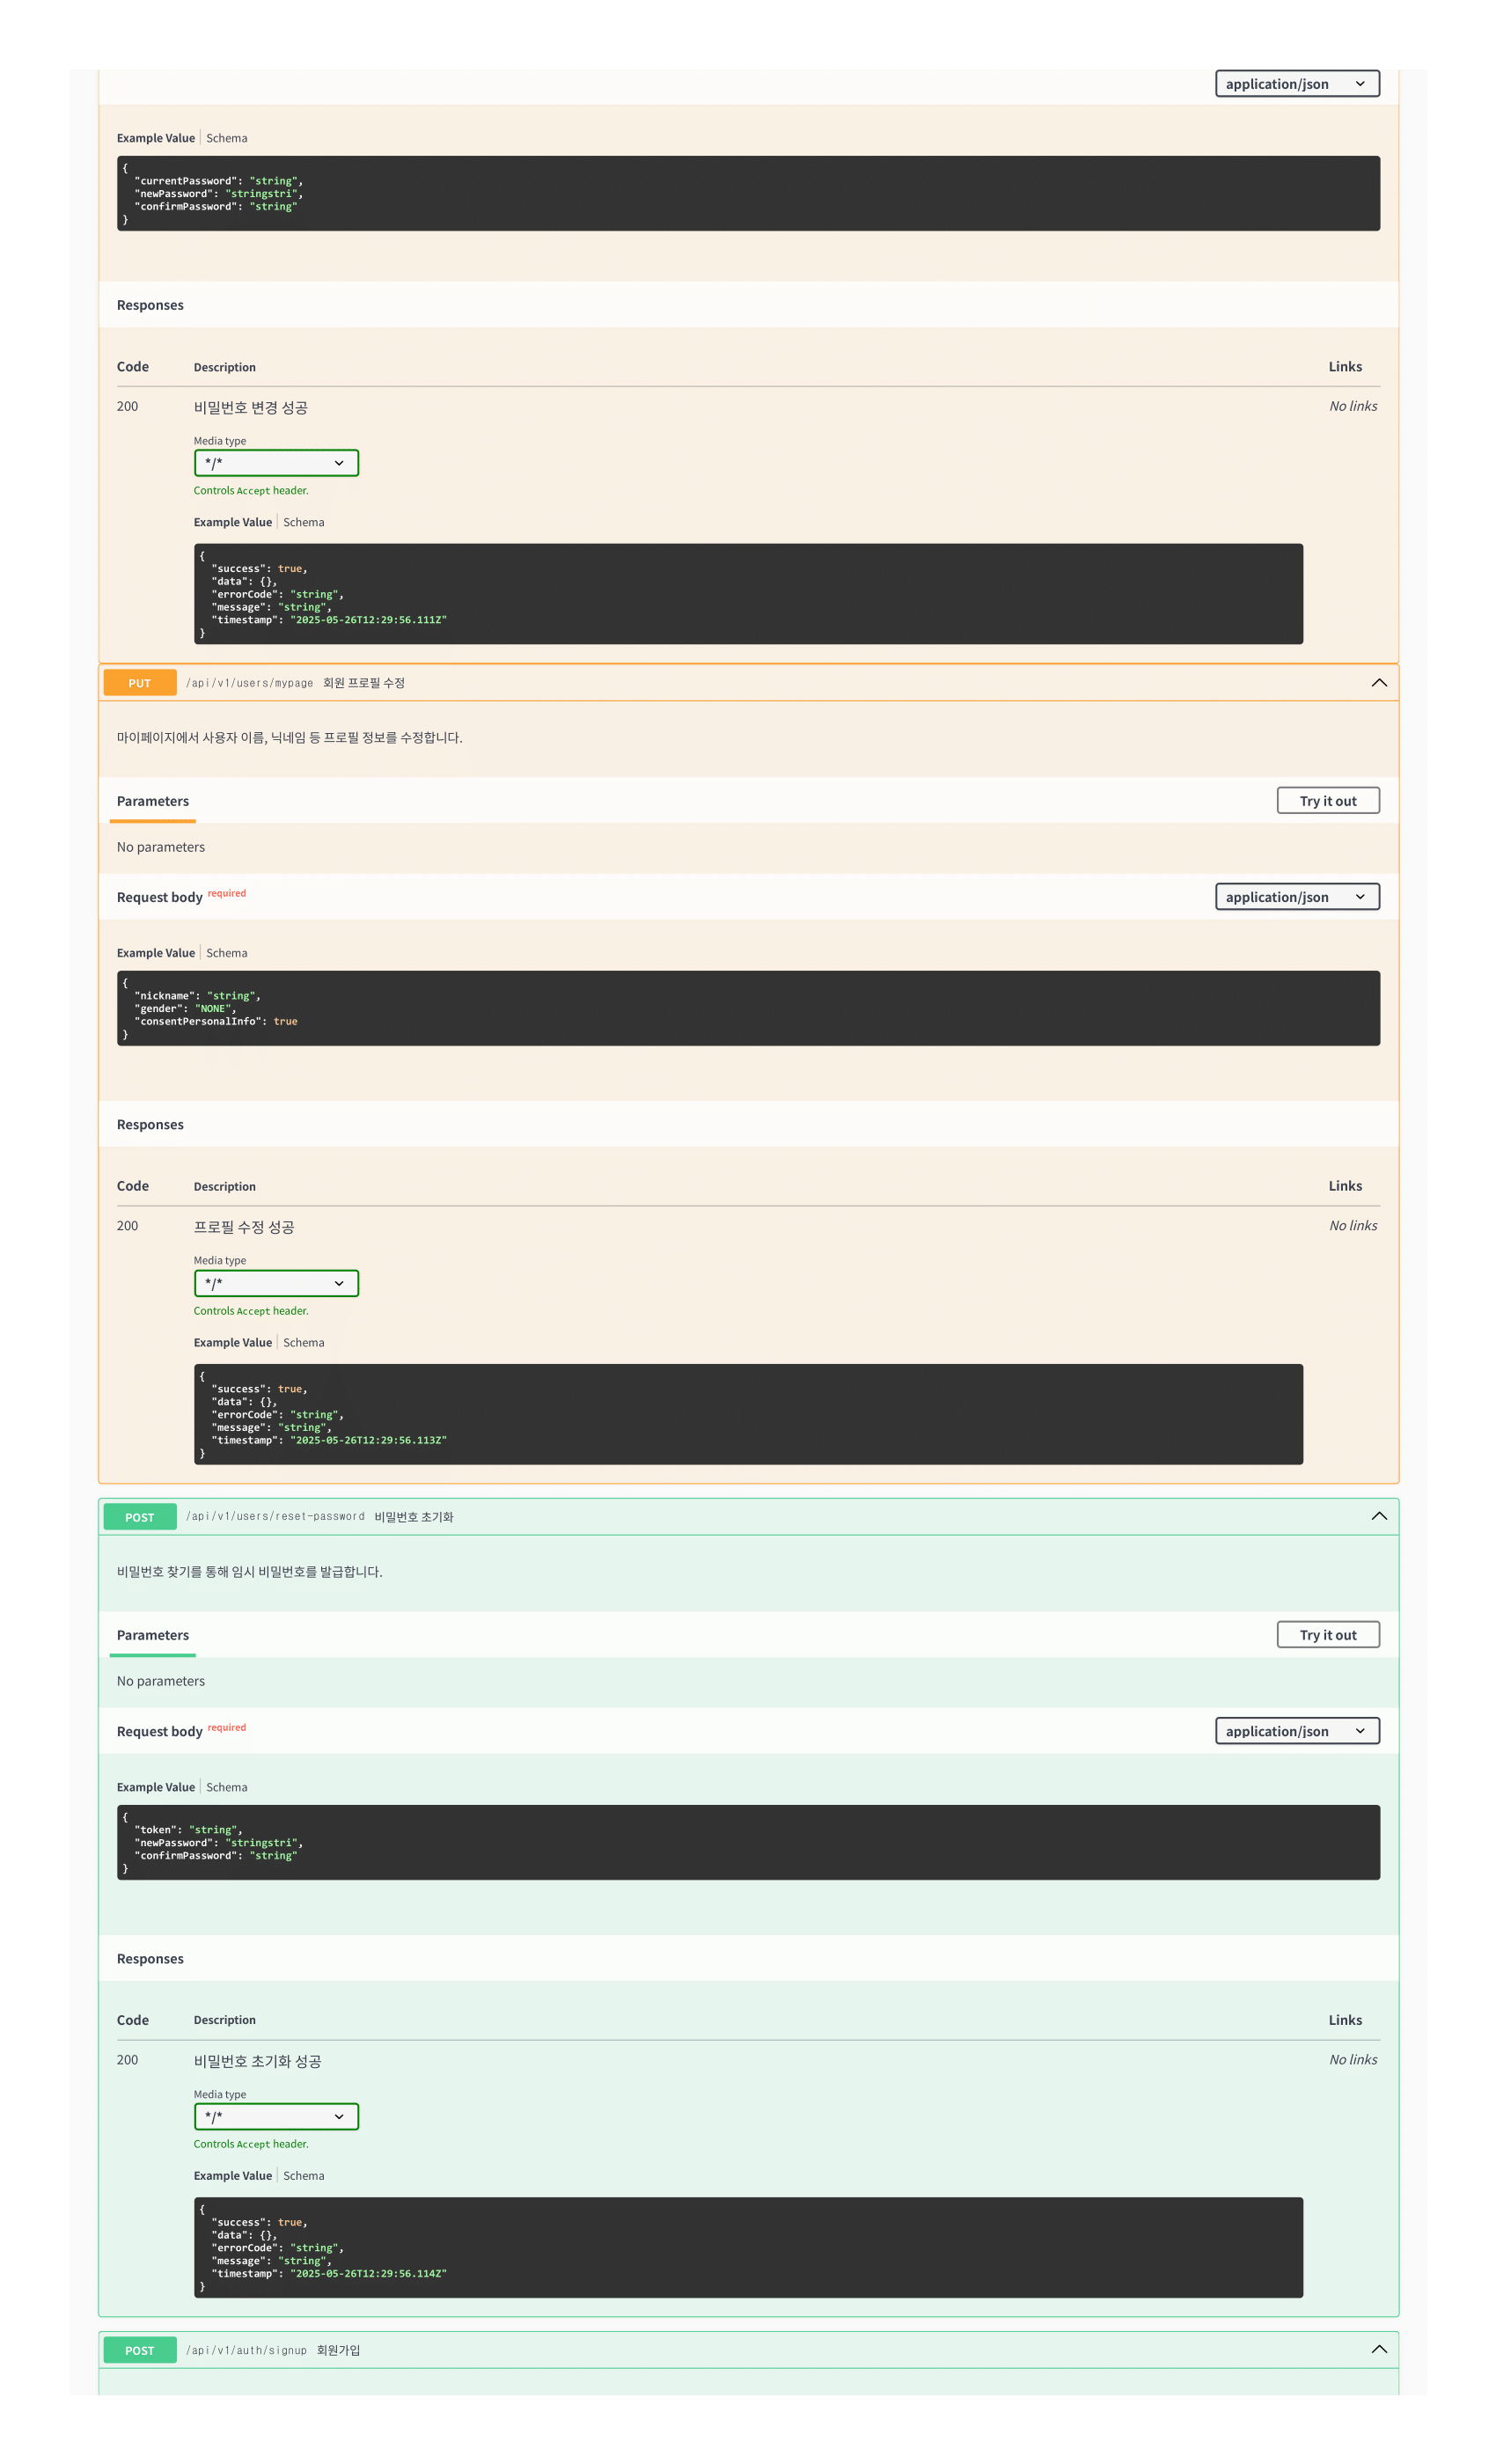 application/json
Example Value Schema
{
"currentPassword": "string",
"newPassword": "stringstri",
"confirmPassword": "string"
}
Responses
Code Description Links
200 비밀번호 변경 성공 No links
Media type
*/*
Controls Accept header.
Example Value Schema
{
"success": true,
"data": {},
"errorCode": "string",
"message": "string",
"timestamp": "2025-05-26T12:29:56.111Z"
}
PUT /api/v1/users/mypage 회원 프로필 수정
마이페이지에서 사용자 이름, 닉네임 등 프로필 정보를 수정합니다.
Parameters Try it out
No parameters
Request body required application/json
Example Value Schema
{
"nickname": "string",
"gender": "NONE",
"consentPersonalInfo": true
}
Responses
Code Description Links
200 프로필 수정 성공 No links
Media type
*/*
Controls Accept header.
Example Value Schema
{
"success": true,
"data": {},
"errorCode": "string",
"message": "string",
"timestamp": "2025-05-26T12:29:56.113Z"
}
POST /api/v1/users/reset-password 비밀번호 초기화
비밀번호 찾기를 통해 임시 비밀번호를 발급합니다.
Parameters Try it out
No parameters
Request body required application/json
Example Value Schema
{
"token": "string",
"newPassword": "stringstri",
"confirmPassword": "string"
}
Responses
Code Description Links
200 비밀번호 초기화 성공 No links
Media type
*/*
Controls Accept header.
Example Value Schema
{
"success": true,
"data": {},
"errorCode": "string",
"message": "string",
"timestamp": "2025-05-26T12:29:56.114Z"
}
POST /api/v1/auth/signup 회원가입